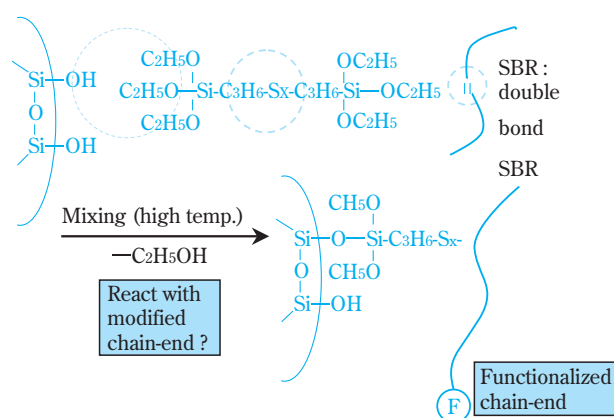 C2H5O OC2H5
Si—OH C2H5O—Si-C3H6-SX-C3H6-Si—OC2H5
O
Si—OH C2H5O OC2H5
SBR :
double
bond
SBR
Mixing (high temp.)
—C2H5OH
React with
modified
chain-end ?
CH5O
Si—O—Si-C3H6-Sx-
O CH5O
Si—OH
F
Functionalized
chain-end